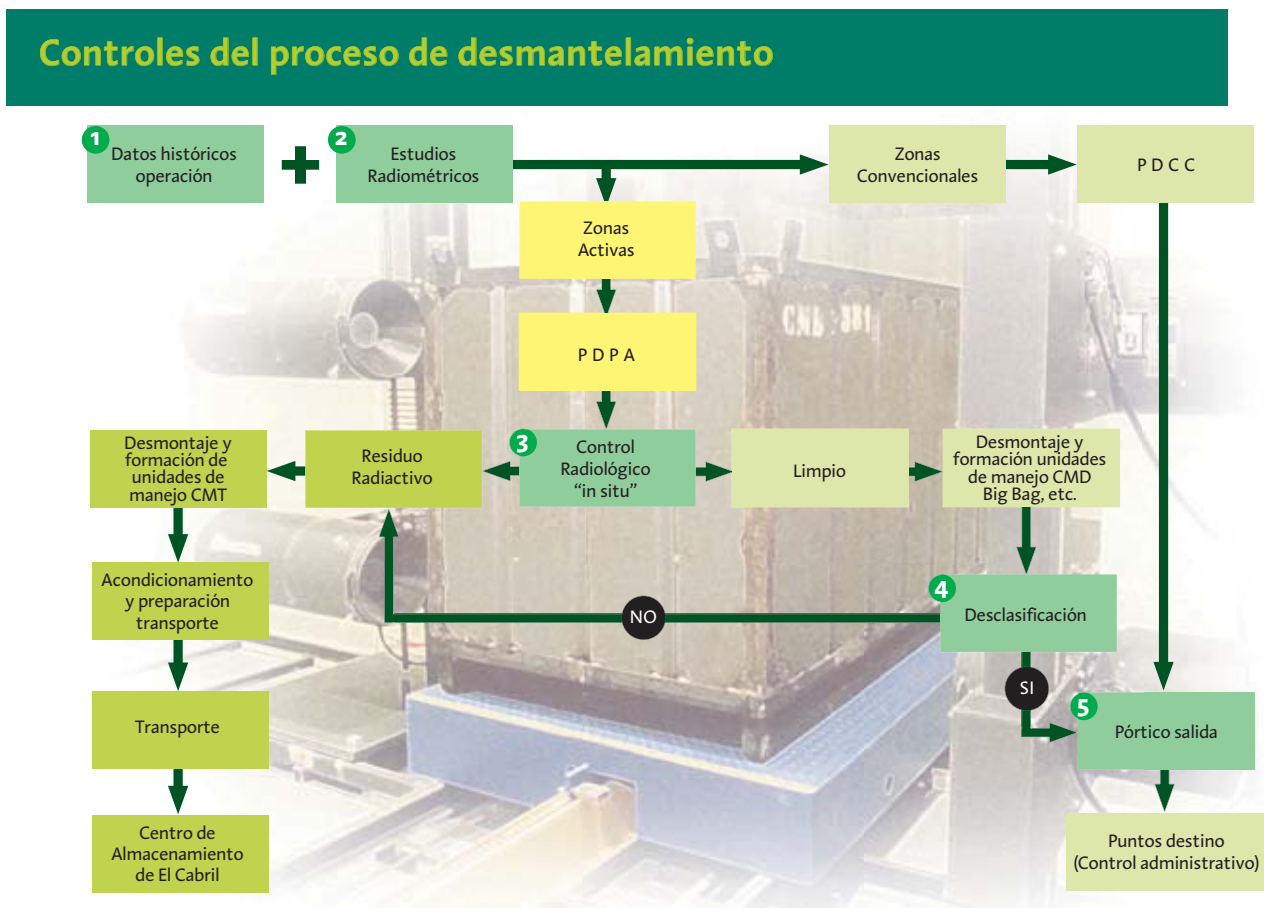 Controles del proceso de desmantelamiento
1
Datos históricos
operación
2
Estudios
Radiométricos
Zonas
Convencionales
P D C C
Zonas
Activas
CMB 381
P D P A
Desmontaje y
formación de
unidades de
manejo CMT
Residuo
Radiactivo
3
Control
Radiológico
“in situ”
Limpio
Desmontaje y
formación unidades
de manejo CMD
Big Bag, etc.
Acondicionamiento
y preparación
transporte
NO
4
Desclasificación
SI
Transporte
5
Pórtico salida
Centro de
Almacenamiento
de El Cabril
Puntos destino
(Control administrativo)